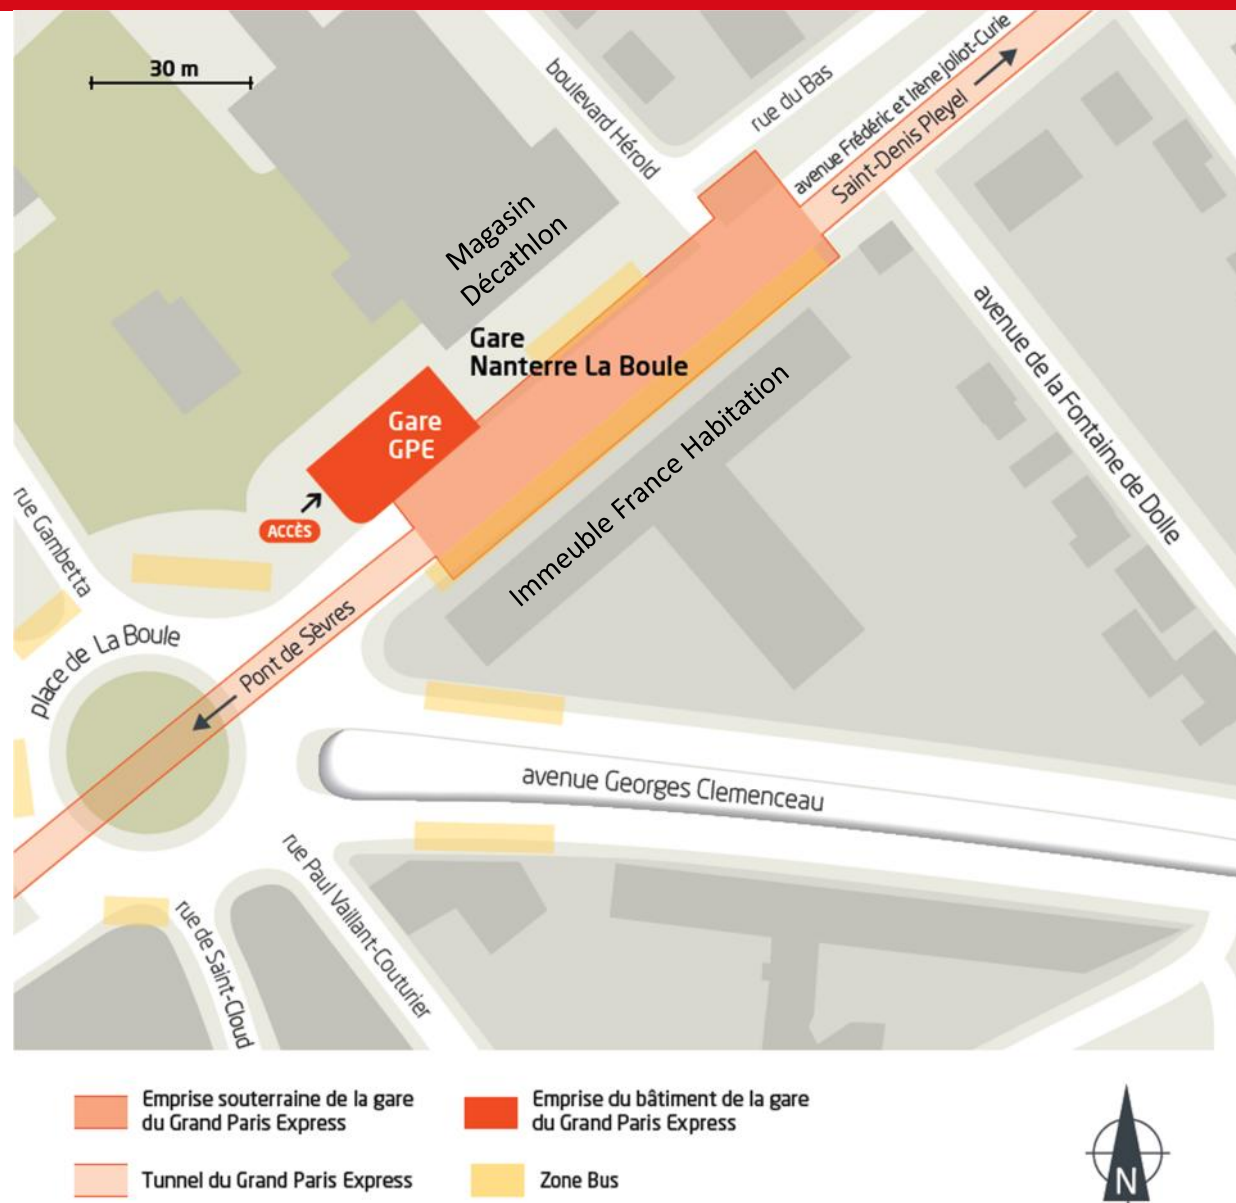 30 m
boulevard Hérold
rue du Bas
avenue Frédéric et Irène Joliot-Curie
Saint-Denis Pleyel
Magasin
Décathlon
Gare
Nanterre La Boule
Gare
GPE
ACCÈS
Immeuble France Habitation
avenue de la Fontaine de Dolle
rue Gambetta
place de La Boule
Pont de Sèvres
avenue Georges Clemenceau
rue Paul Vaillant-Couturier
rue de Saint-Cloud
Emprise souterraine de la gare
du Grand Paris Express
Emprise du bâtiment de la gare
du Grand Paris Express
Tunnel du Grand Paris Express
Zone Bus
N